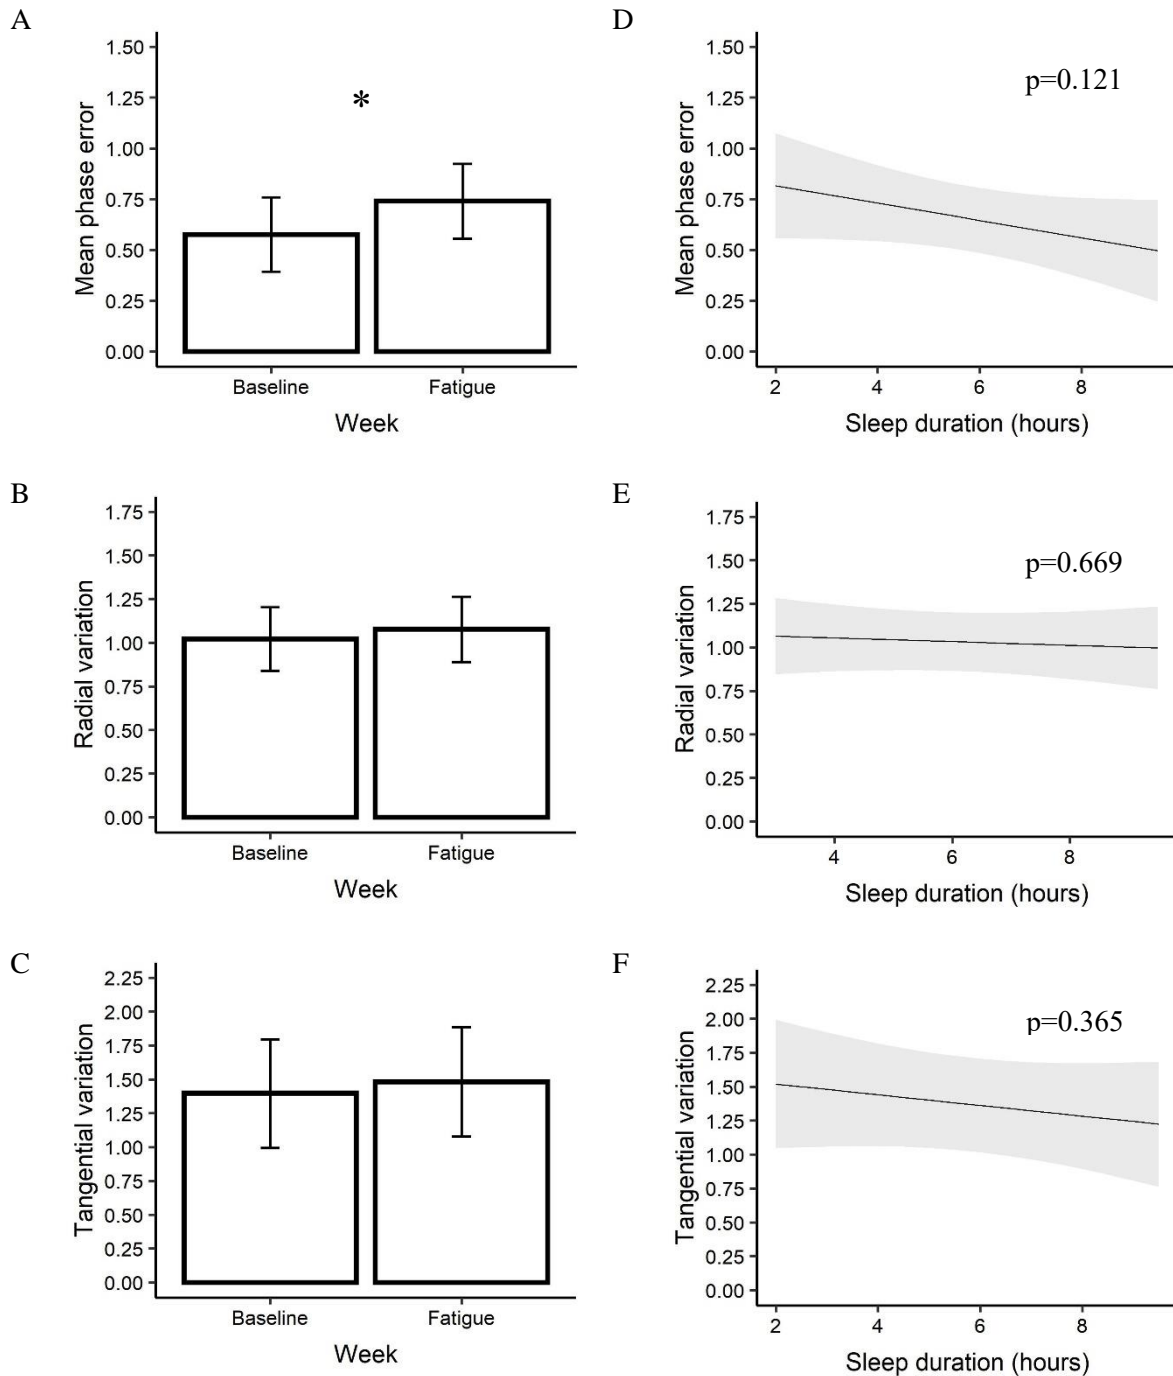 A
Mean phase error
1.50
1.25
1.00
0.75
0.50
0.25
0.00
*
Baseline Fatigue
Week
D
Mean phase error
1.50
1.25
1.00
0.75
0.50
0.25
0.00
p=0.121
2 4 6 8
Sleep duration (hours)
B
Radial variation
1.75
1.50
1.25
1.00
0.75
0.50
0.25
0.00
Baseline Fatigue
Week
E
Radial variation
1.75
1.50
1.25
1.00
0.75
0.50
0.25
0.00
p=0.669
4 6 8
Sleep duration (hours)
C
Tangential variation
2.25
2.00
1.75
1.50
1.25
1.00
0.75
0.50
0.25
0.00
Baseline Fatigue
Week
F
Tangential variation
2.25
2.00
1.75
1.50
1.25
1.00
0.75
0.50
0.25
0.00
p=0.365
2 4 6 8
Sleep duration (hours)